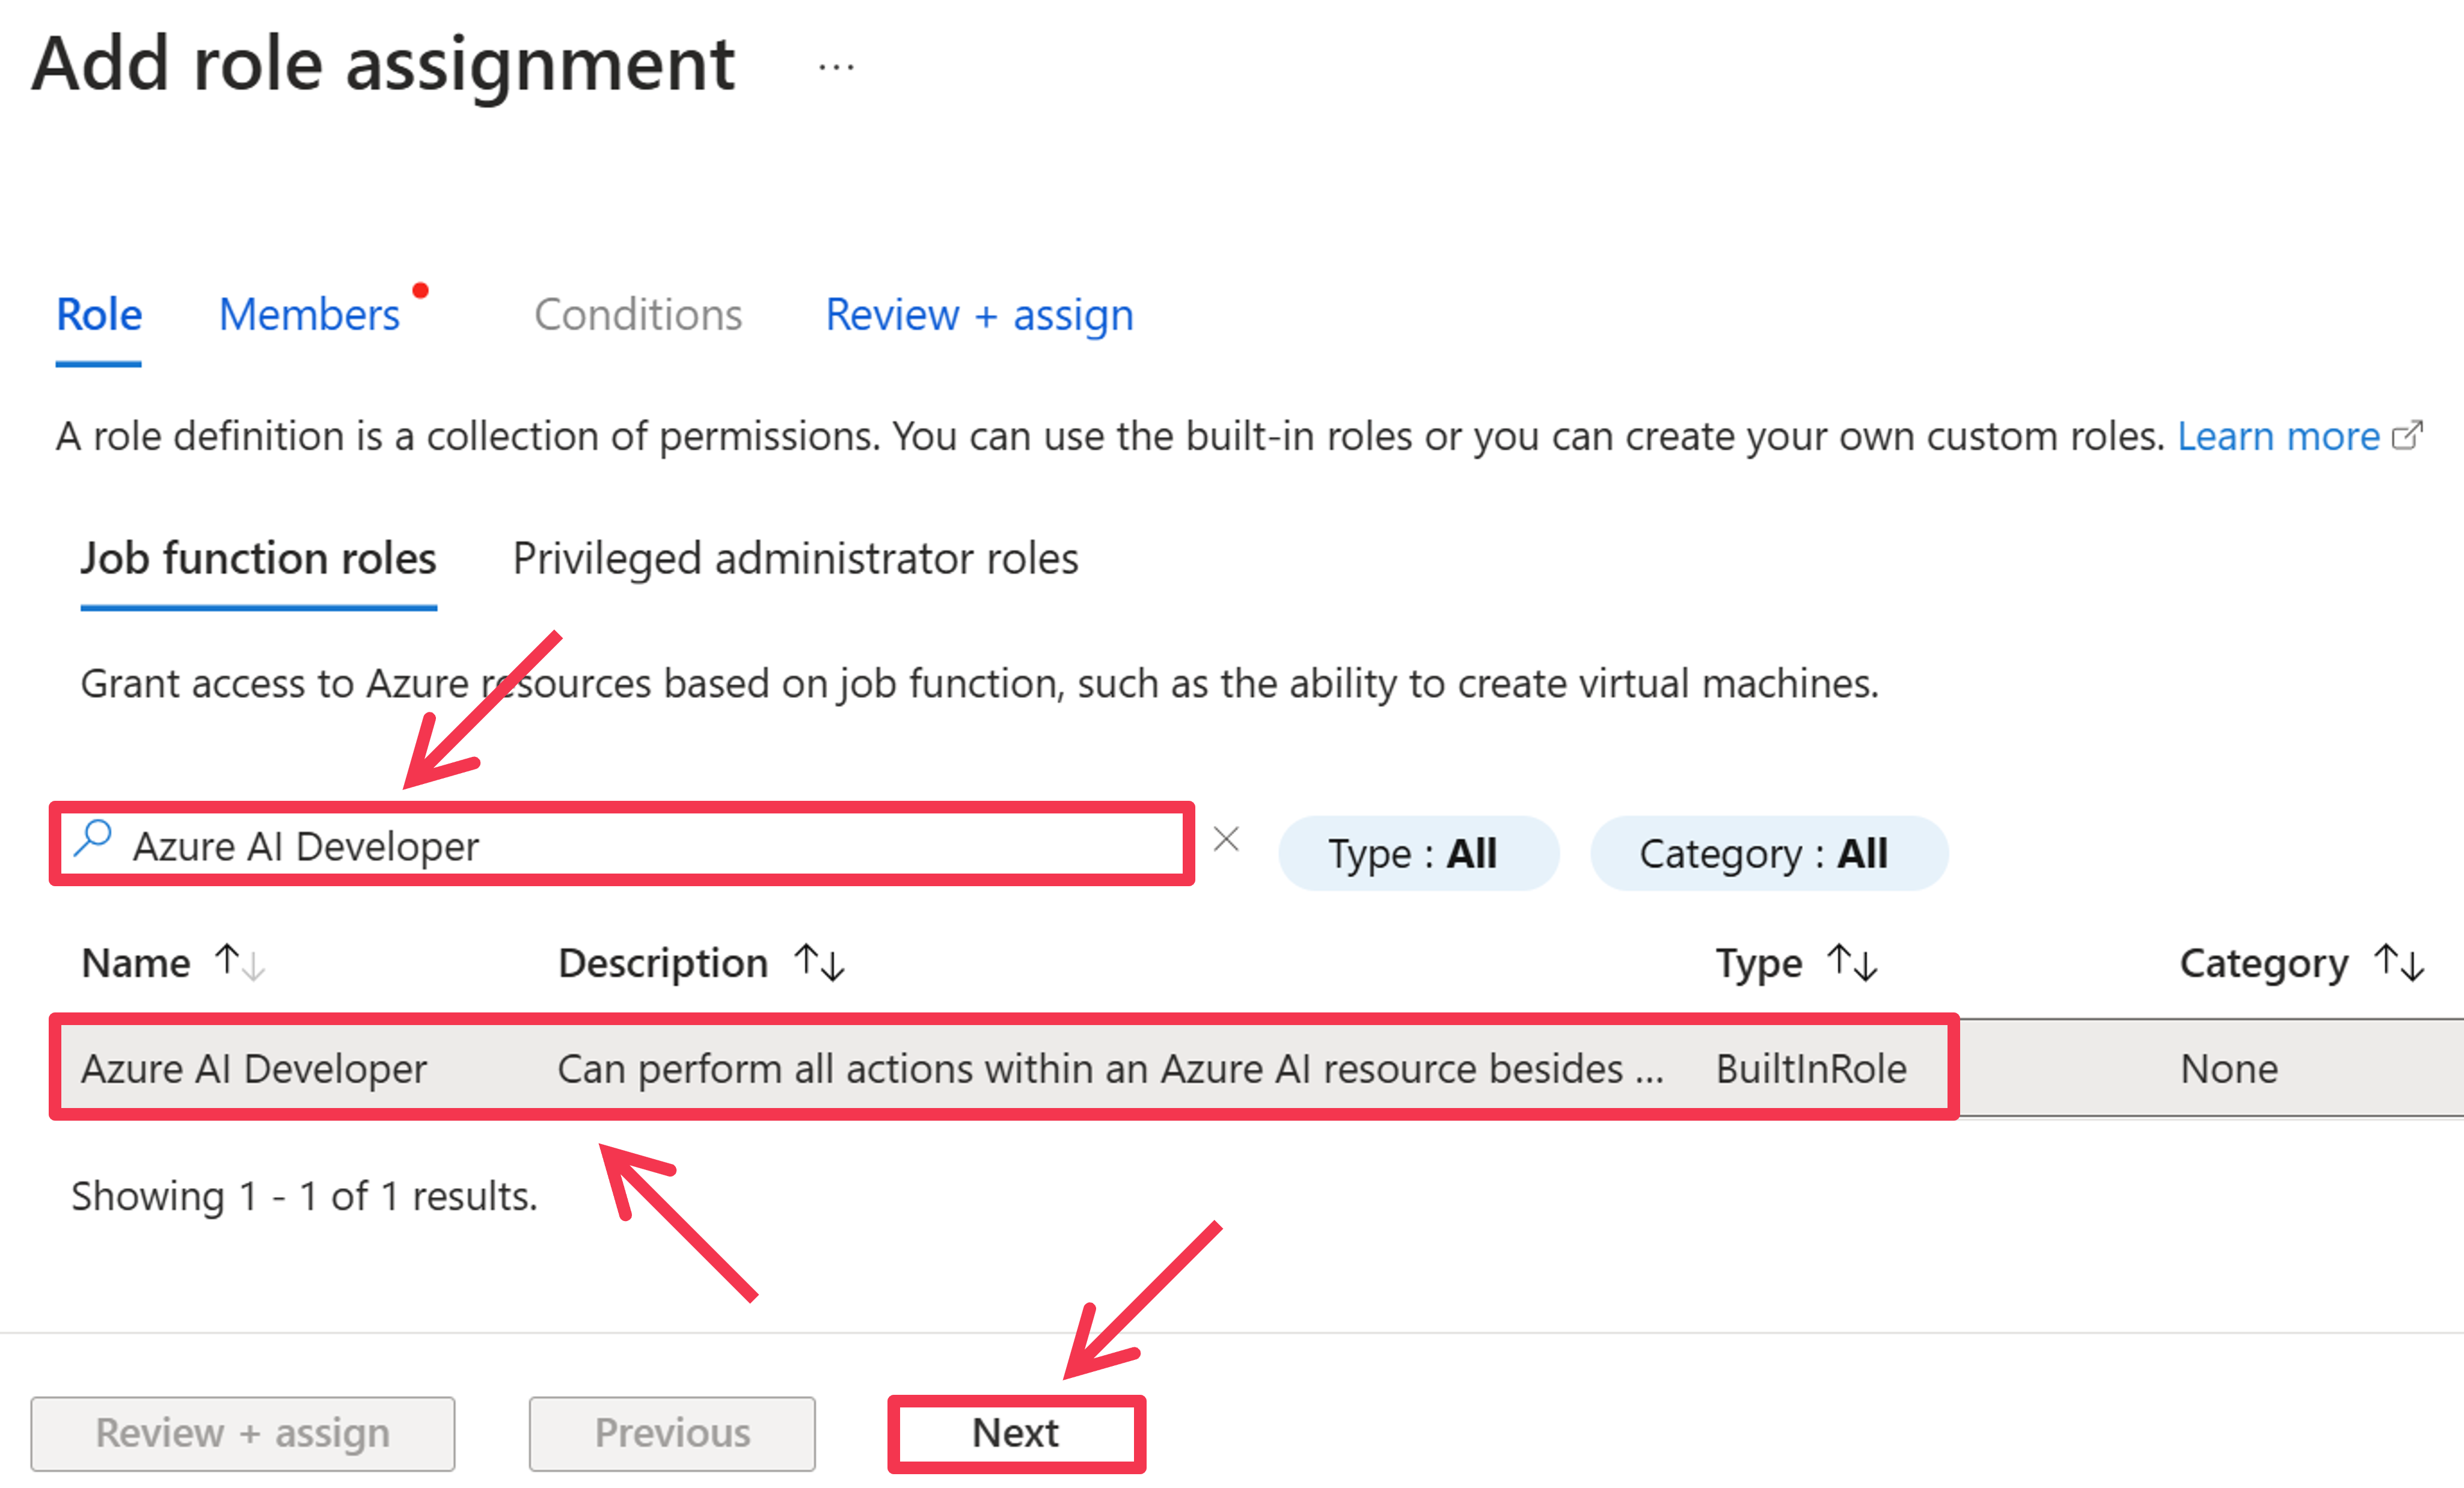 Add role assignment ...
Role Members Conditions Review + assign
A role definition is a collection of permissions. You can use the built-in roles or you can create your own custom roles. Learn more
Job function roles Privileged administrator roles
Grant access to Azure resources based on job function, such as the ability to create virtual machines.
Azure AI Developer Type : All Category : All
Name Description Type Category
Azure AI Developer Can perform all actions within an Azure AI resource besides ... BuiltInRole None
Showing 1 - 1 of 1 results.
Review + assign Previous Next